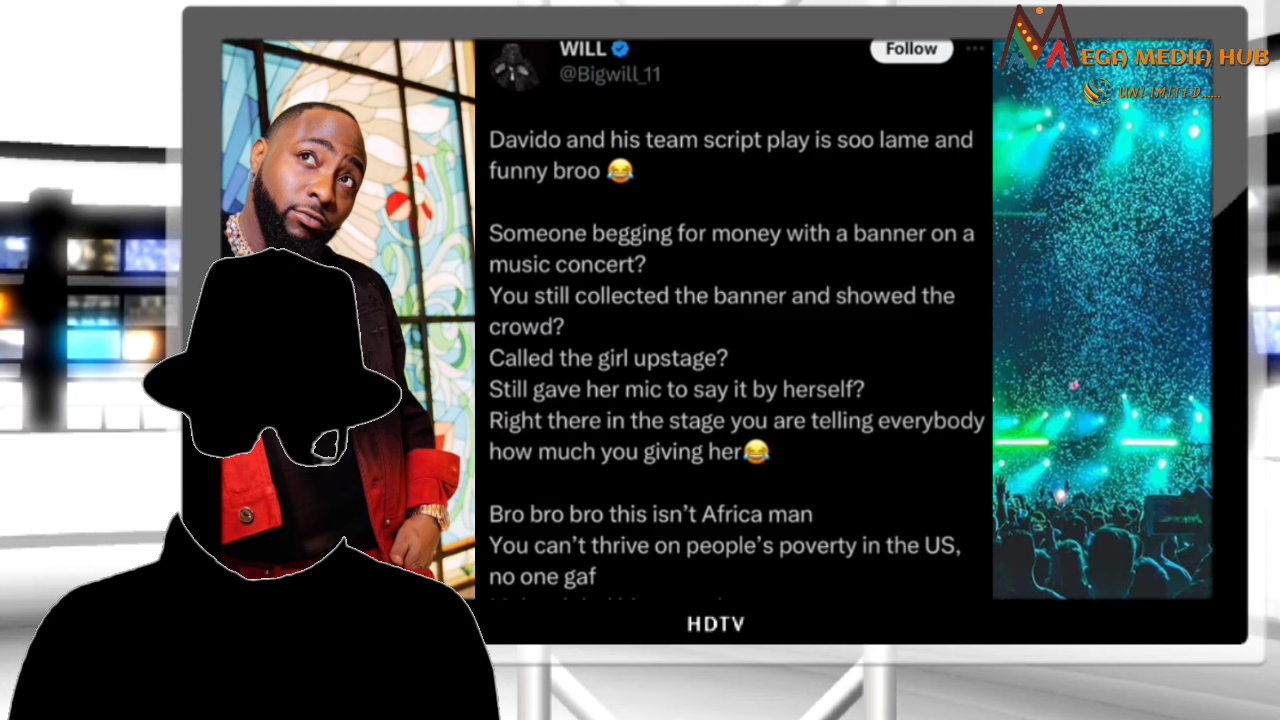 WILL
@Bigwill_11
Follow
MEGA MEDIA HUB
UNLIMITED......
Davido and his team script play is soo lame and
funny broo 😂
Someone begging for money with a banner on a
music concert?
You still collected the banner and showed the
crowd?
Called the girl upstage?
Still gave her mic to say it by herself?
Right there in the stage you are telling everybody
how much you giving her😂
Bro bro bro this isn't Africa man
You can't thrive on people's poverty in the US,
no one gaf
HDTV